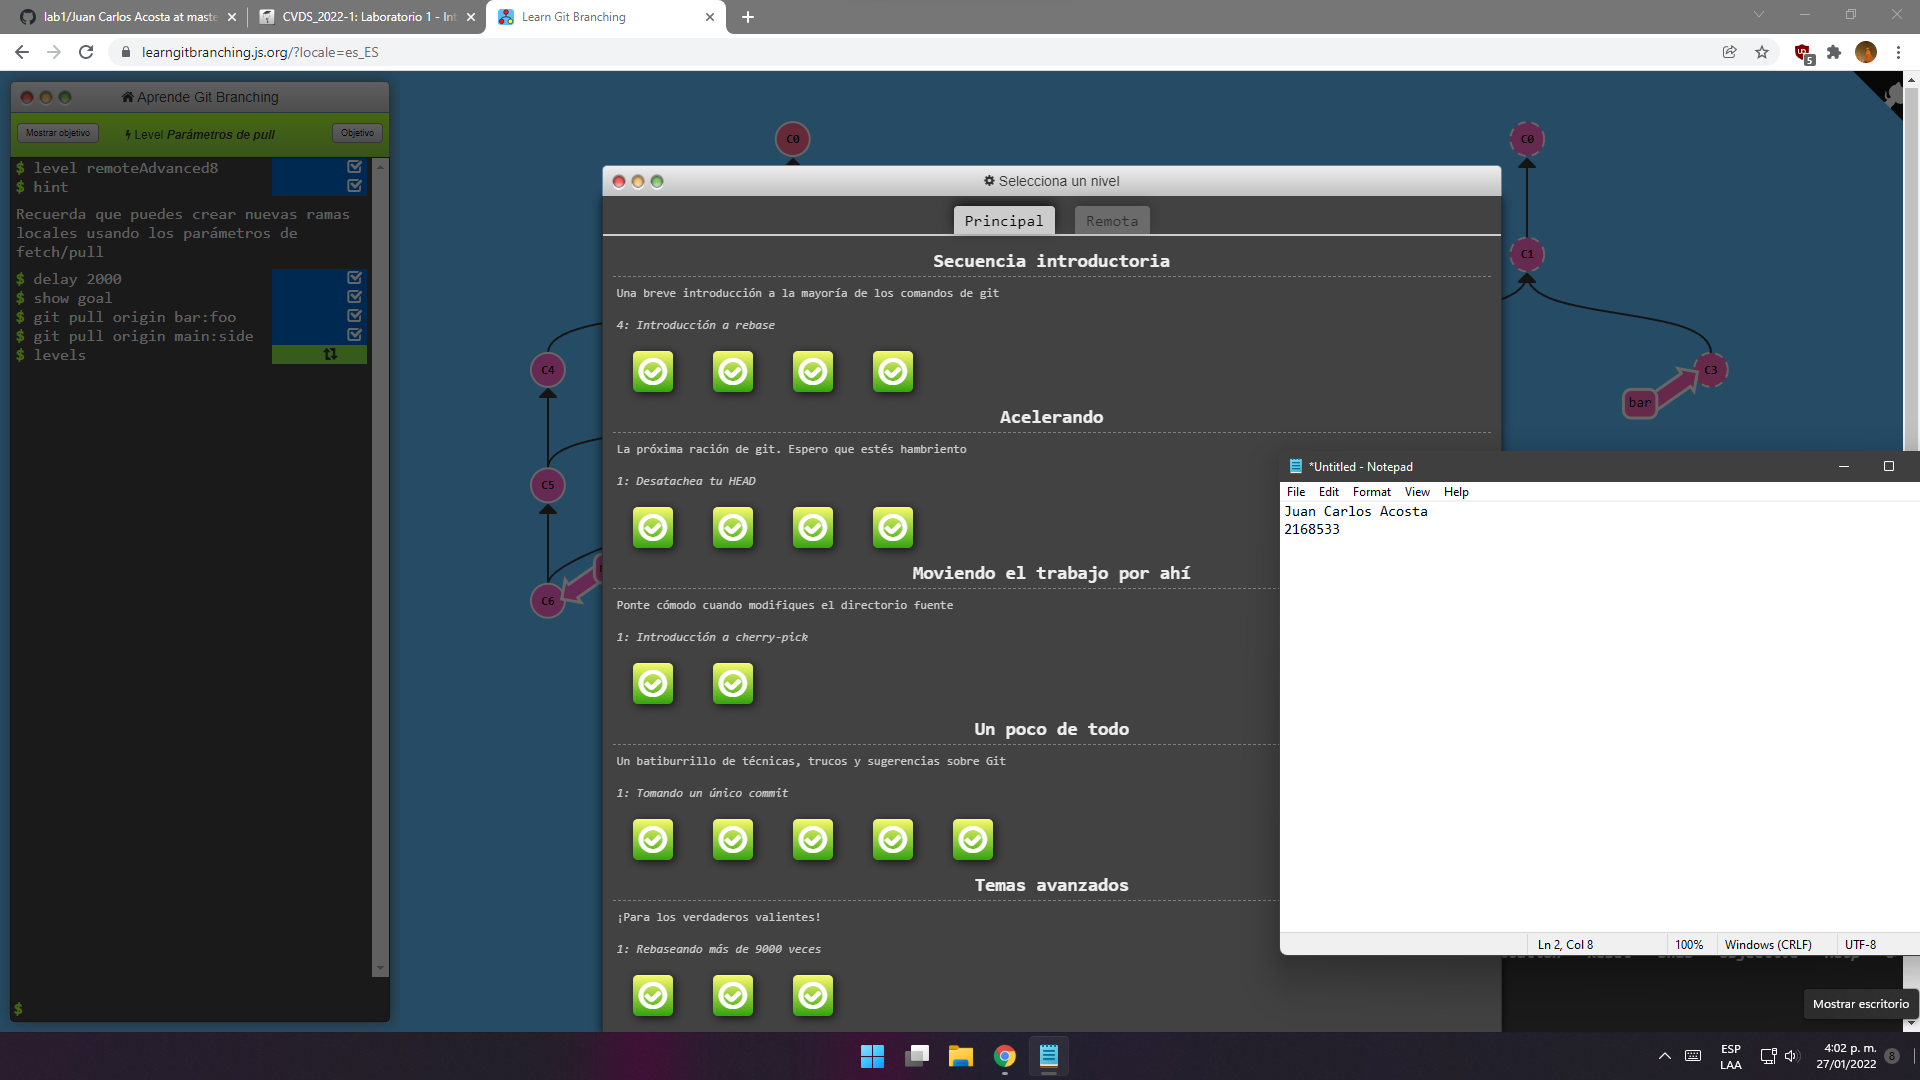 lab1/Juan Carlos Acosta at maste
CVDS_2022-1: Laboratorio 1 - Int
Learn Git Branching
learngitbranching.js.org/?locale=es_ES
5
Aprende Git Branching
Mostrar objetivo
Level Parámetros de pull
Objetivo
$ level remoteAdvanced8
$ hint
Recuerda que puedes crear nuevas ramas
locales usando los parámetros de
fetch/pull
$ delay 2000
$ show goal
$ git pull origin bar:foo
$ git pull origin main:side
$ levels
$
C0
C4
C5
C6
C0
C1
C3
bar
Selecciona un nivel
Principal
Remota
Secuencia introductoria
Una breve introducción a la mayoría de los comandos de git
4: Introducción a rebase
Acelerando
La próxima ración de git. Espero que estés hambriento
1: Desatachea tu HEAD
Moviendo el trabajo por ahí
Ponte cómodo cuando modifiques el directorio fuente
1: Introducción a cherry-pick
Un poco de todo
Un batiburrillo de técnicas, trucos y sugerencias sobre Git
1: Tomando un único commit
Temas avanzados
¡Para los verdaderos valientes!
1: Rebaseando más de 9000 veces
*Untitled - Notepad
File Edit Format View Help
Juan Carlos Acosta
2168533
Ln 2, Col 8
100%
Windows (CRLF)
UTF-8
Mostrar escritorio
ESP
LAA
4:02 p. m.
27/01/2022
8